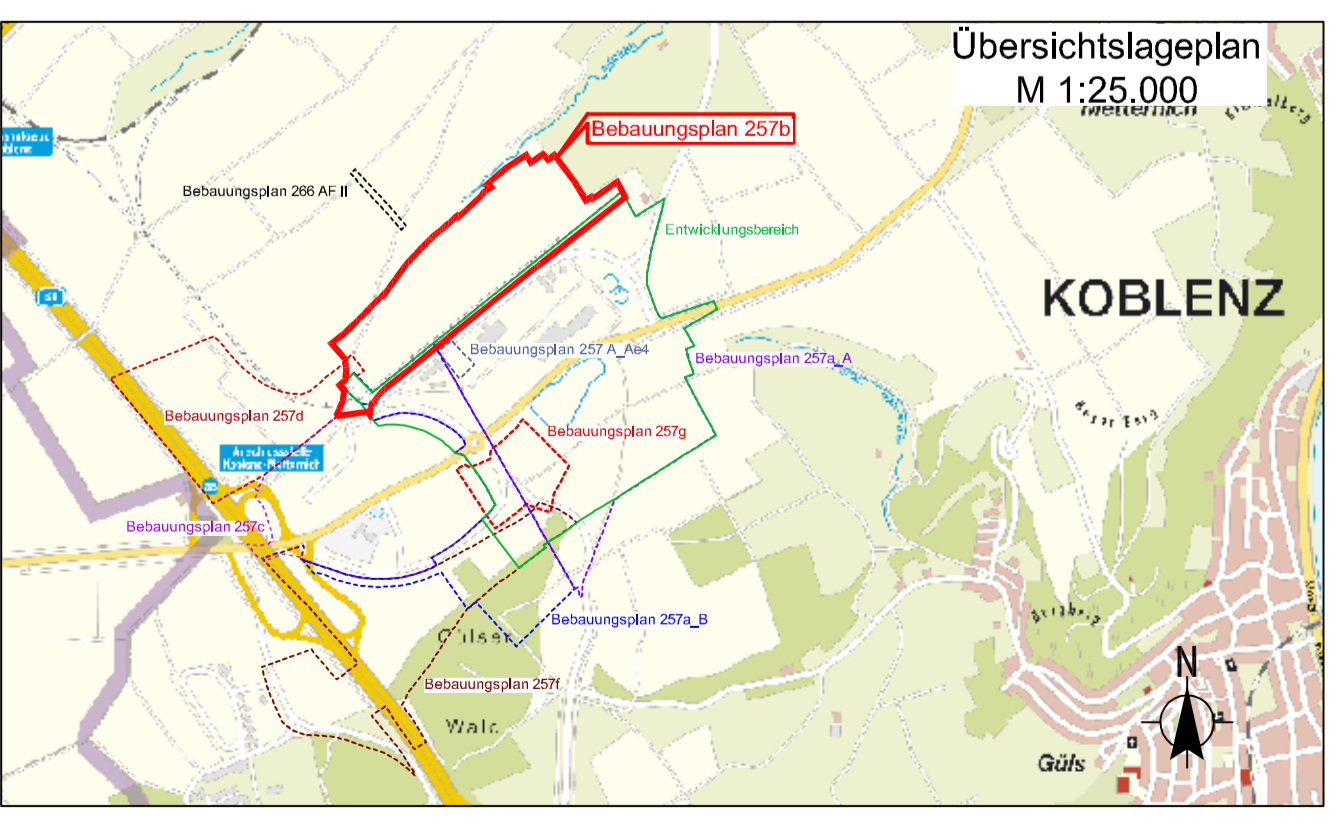 Übersichtslageplan
M 1:25.000
Metternich
Bebauungsplan 257b
Bebauungsplan 266 AF II
Entwicklungsbereich
KOBLENZ
Bebauungsplan 257 A_Ae4
Bebauungsplan 257a_A
Bebauungsplan 257d
Bebauungsplan 257g
Anschlussstelle
Koblenz-Metternich
Bebauungsplan 257c
Bebauungsplan 257a_B
Bebauungsplan 257f
Wald
N
Güls